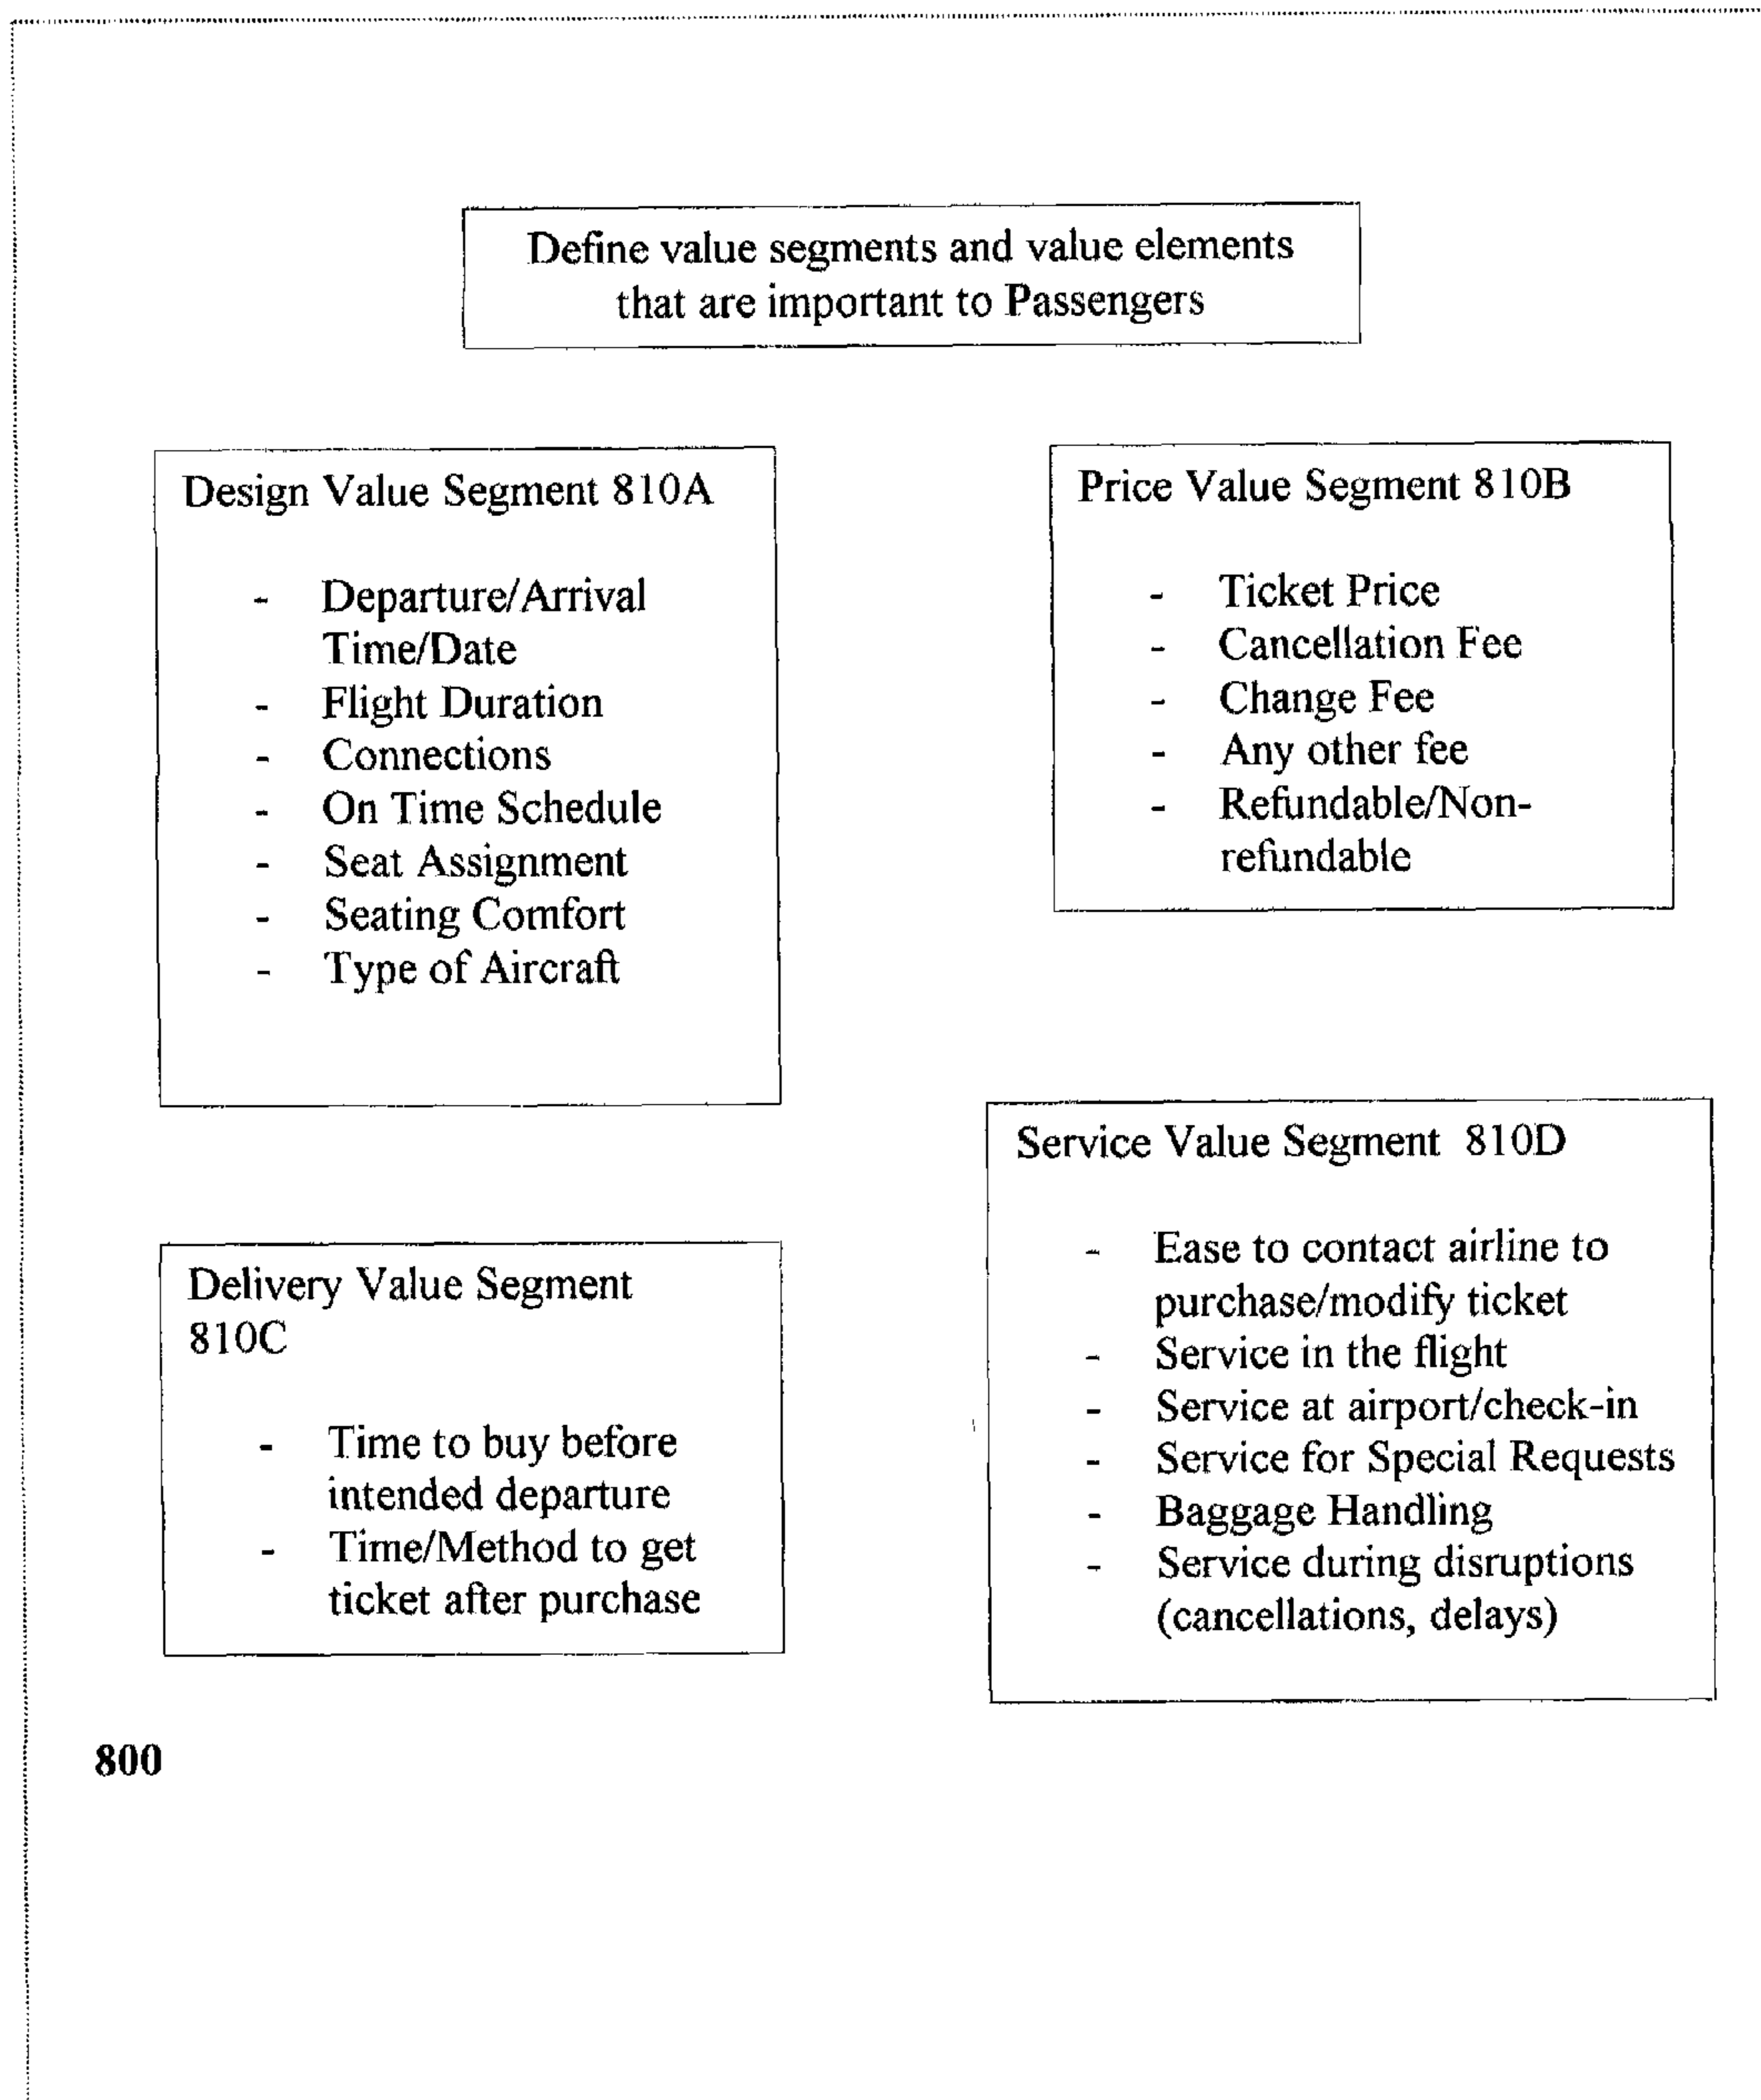 Define value segments and value elements
that are important to Passengers
Design Value Segment 810A
- Departure/Arrival
Time/Date
- Flight Duration
- Connections
- On Time Schedule
- Seat Assignment
- Seating Comfort
- Type of Aircraft
Price Value Segment 810B
- Ticket Price
- Cancellation Fee
- Change Fee
- Any other fee
- Refundable/Non-
refundable
Delivery Value Segment
810C
- Time to buy before
intended departure
- Time/Method to get
ticket after purchase
Service Value Segment 810D
- Ease to contact airline to
purchase/modify ticket
- Service in the flight
- Service at airport/check-in
- Service for Special Requests
- Baggage Handling
- Service during disruptions
(cancellations, delays)
800